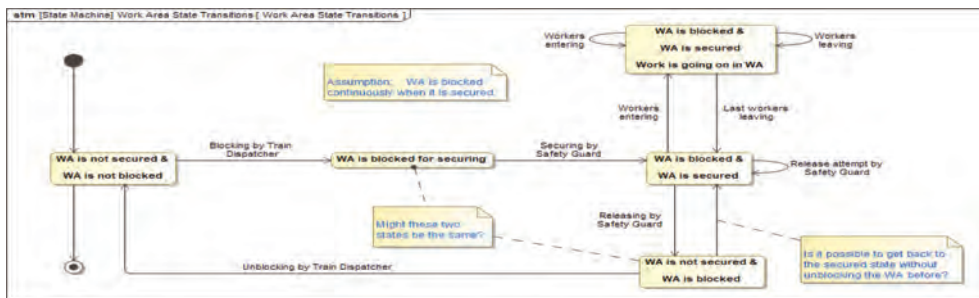 stm [State Machine] Work Area State Transitions [ Work Area State Transitions ]
Workers
entering
WA is blocked &
WA is secured
Work is going on in WA
Workers
leaving
Assumption: WA is blocked
continuously when it is secured.
Workers
entering
Last workers
leaving
Blocking by Train
Dispatcher
Securing by
Safety Guard
WA is not secured &
WA is not blocked
WA is blocked for securing
WA is blocked &
WA is secured
Release attempt by
Safety Guard
Might these two
states be the same?
Releasing by
Safety Guard
Is it possible to get back to
the secured state without
unblocking the WA before?
Unblocking by Train Dispatcher
WA is not secured &
WA is blocked